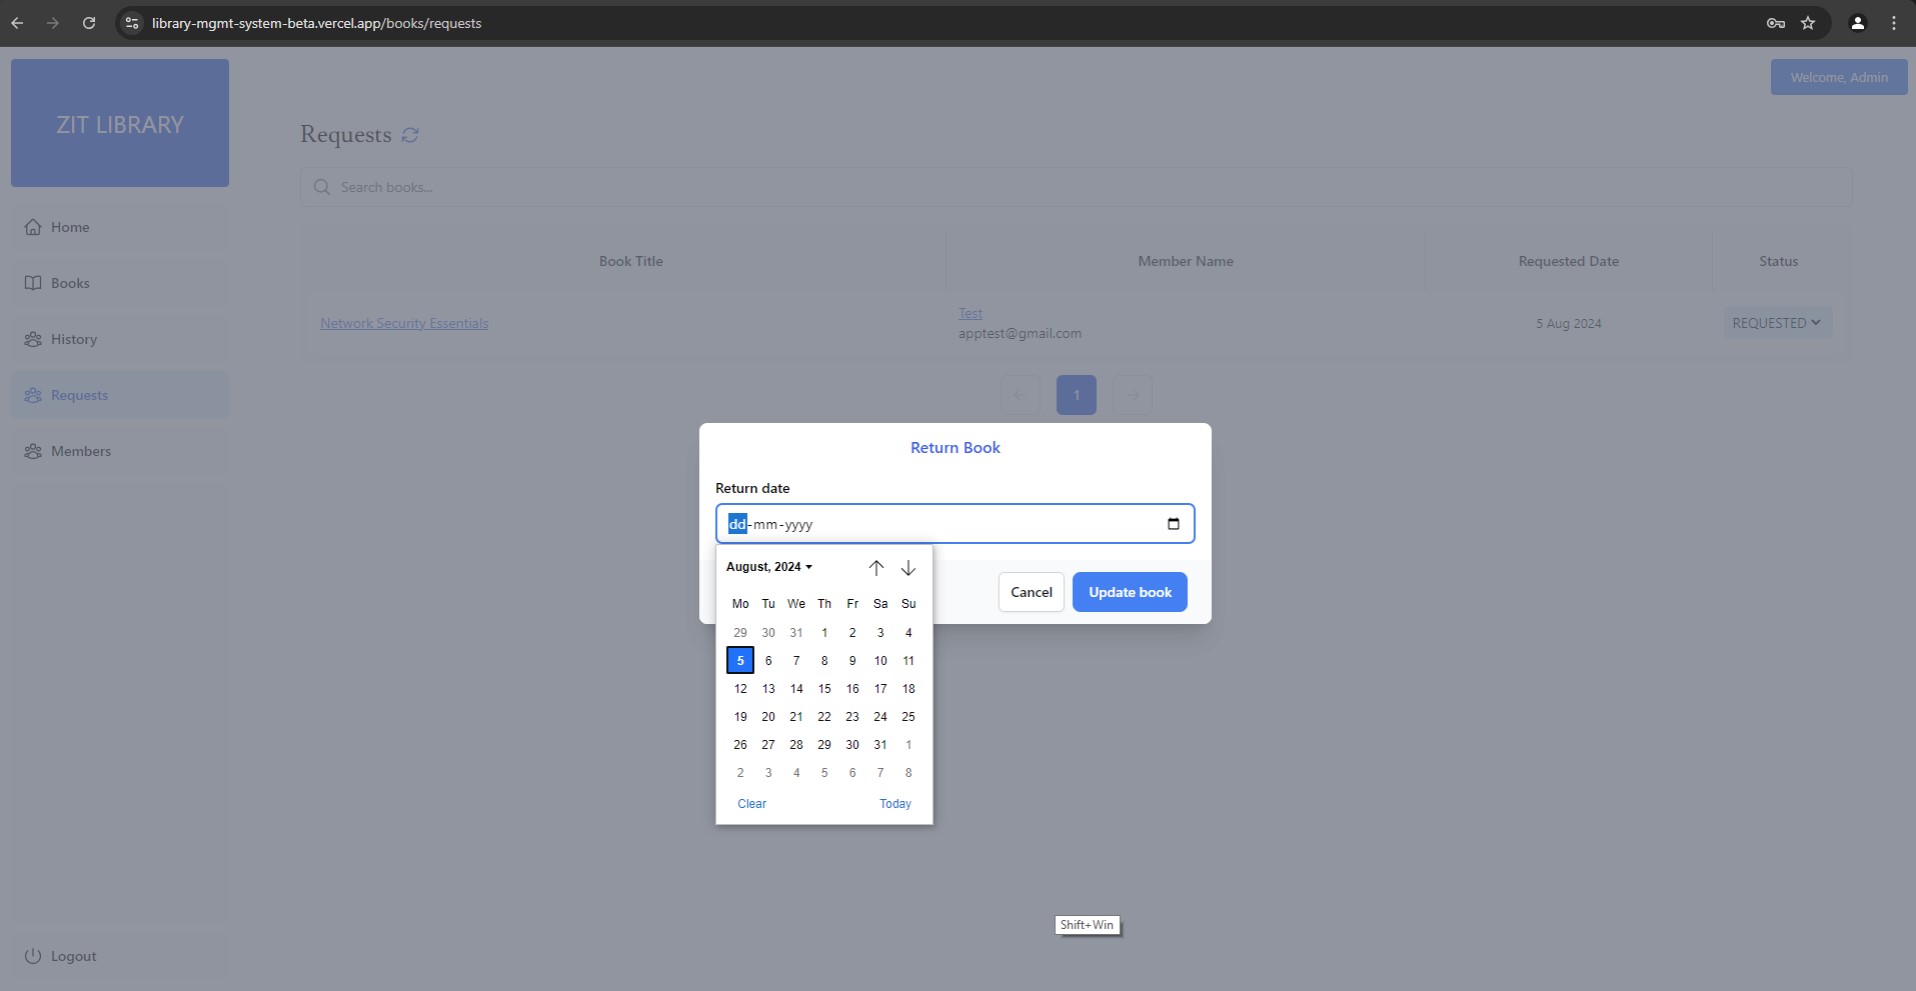 library-mgmt-system-beta.vercel.app/books/requests
ZIT LIBRARY
Welcome, Admin
Home
Books
History
Requests
Members
Logout
Requests
Search books...
Book Title Member Name Requested Date Status
Network Security Essentials Test apptest@gmail.com 5 Aug 2024 REQUESTED
1
Return Book
Return date
dd-mm-yyyy
August, 2024
Mo Tu We Th Fr Sa Su
29 30 31 1 2 3 4
5 6 7 8 9 10 11
12 13 14 15 16 17 18
19 20 21 22 23 24 25
26 27 28 29 30 31 1
2 3 4 5 6 7 8
Clear Today
Cancel Update book
Shift+Win